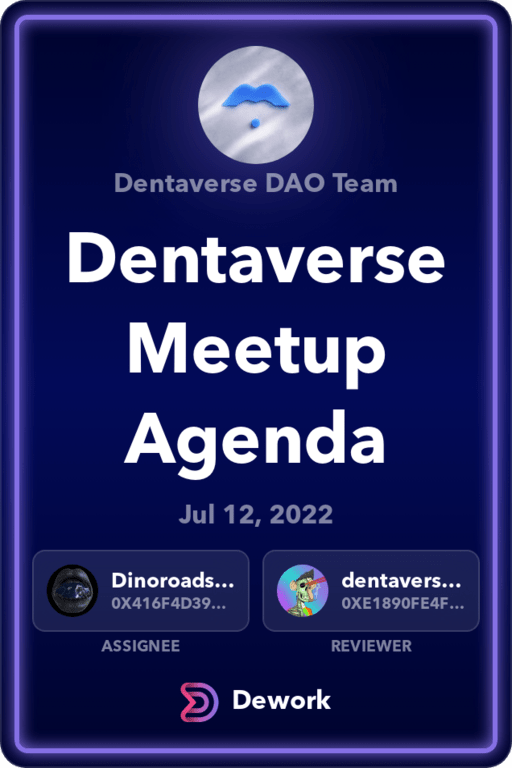 Dentaverse DAO Team
Dentaverse
Meetup
Agenda
Jul 12, 2022
Dinoroads...
0X416F4D39...
ASSIGNEE
dentavers...
0XE1890FE4F...
REVIEWER
Dework